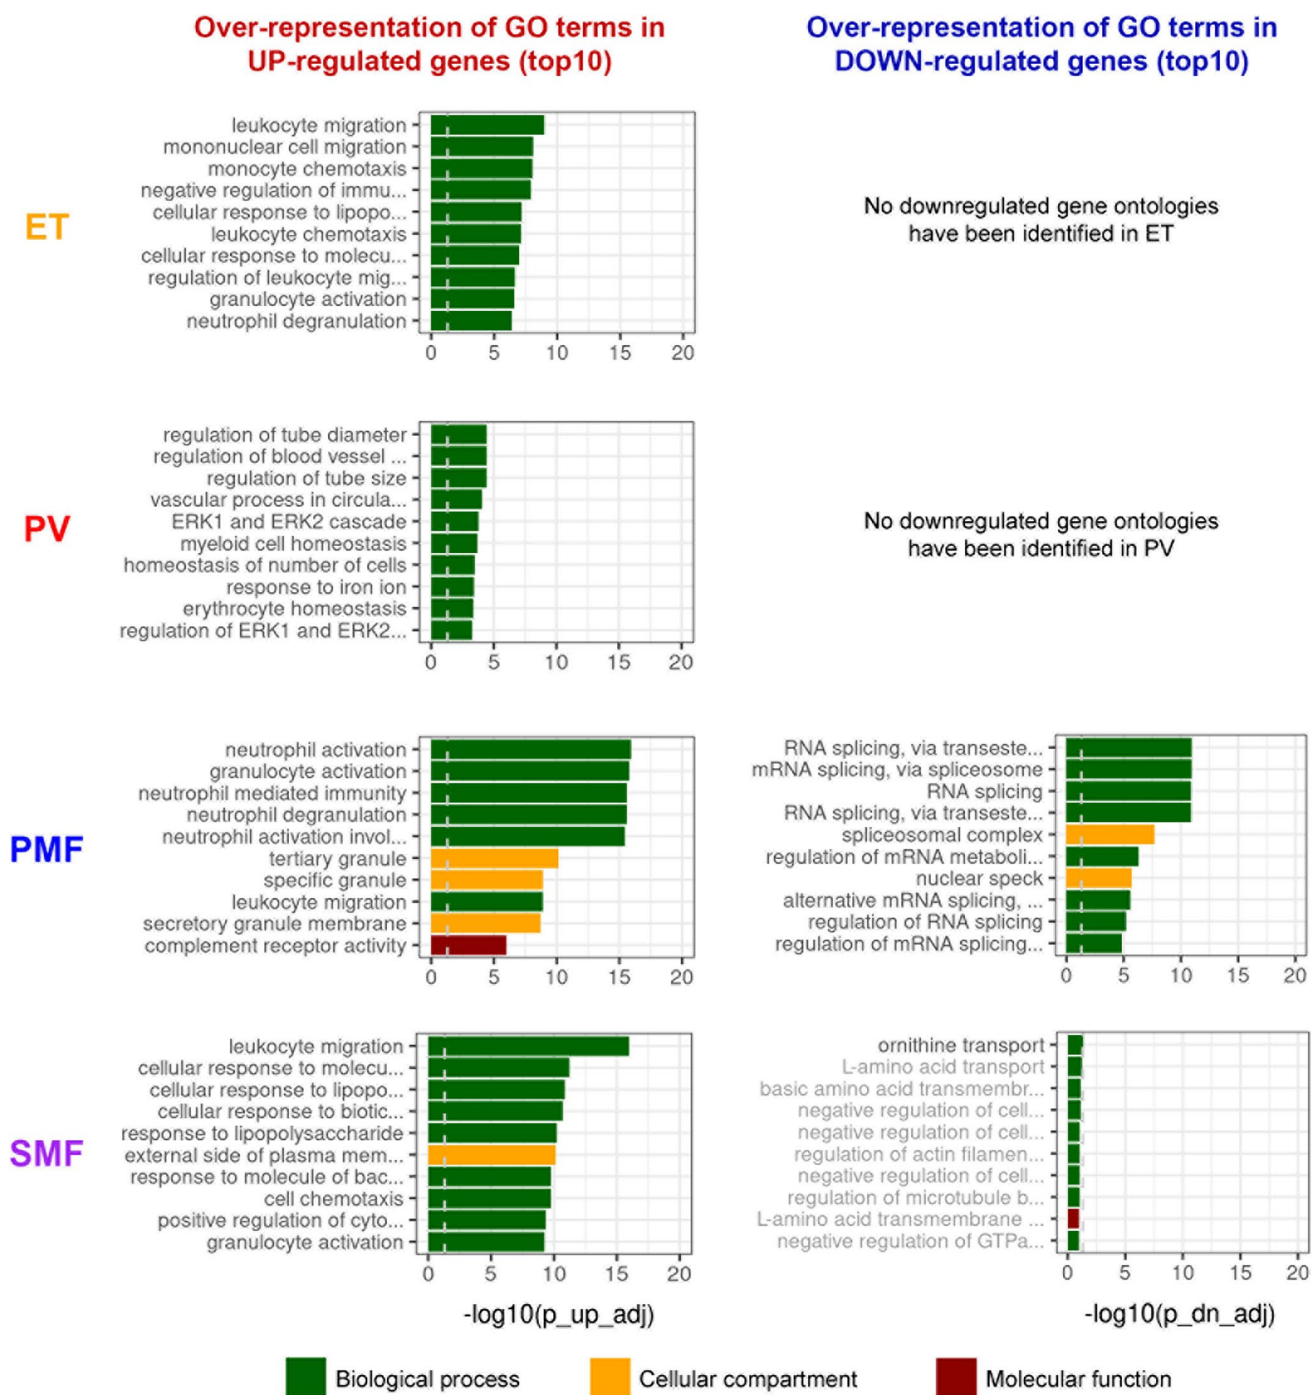 Over-representation of GO terms in
UP-regulated genes (top10)
Over-representation of GO terms in
DOWN-regulated genes (top10)
ET
leukocyte migration
mononuclear cell migration
monocyte chemotaxis
negative regulation of immu...
cellular response to lipopo...
leukocyte chemotaxis
cellular response to molecu...
regulation of leukocyte mig...
granulocyte activation
neutrophil degranulation
0 5 10 15 20
No downregulated gene ontologies
have been identified in ET
PV
regulation of tube diameter
regulation of blood vessel ...
regulation of tube size
vascular process in circula...
ERK1 and ERK2 cascade
myeloid cell homeostasis
homeostasis of number of cells
response to iron ion
erythrocyte homeostasis
regulation of ERK1 and ERK2...
0 5 10 15 20
No downregulated gene ontologies
have been identified in PV
PMF
neutrophil activation
granulocyte activation
neutrophil mediated immunity
neutrophil degranulation
neutrophil activation invol...
tertiary granule
specific granule
leukocyte migration
secretory granule membrane
complement receptor activity
0 5 10 15 20
RNA splicing, via transeste...
mRNA splicing, via spliceosome
RNA splicing
RNA splicing, via transeste...
spliceosomal complex
regulation of mRNA metaboli...
nuclear speck
alternative mRNA splicing, ...
regulation of RNA splicing
regulation of mRNA splicing...
0 5 10 15 20
SMF
leukocyte migration
cellular response to molecu...
cellular response to lipopo...
cellular response to biotic...
response to lipopolysaccharide
external side of plasma mem...
response to molecule of bac...
cell chemotaxis
positive regulation of cyto...
granulocyte activation
0 5 10 15 20
-log10(p_up_adj)
ornithine transport
L-amino acid transport
basic amino acid transmembr...
negative regulation of cell...
negative regulation of cell...
regulation of actin filamen...
negative regulation of cell...
regulation of microtubule b...
L-amino acid transmembrane ...
negative regulation of GTPa...
0 5 10 15 20
-log10(p_dn_adj)
Biological process
Cellular compartment
Molecular function